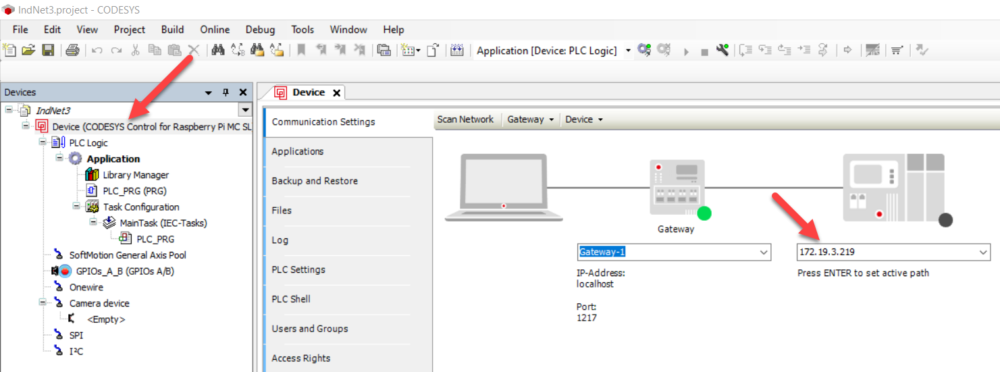 IndNet3.project - CODESYS
File Edit View Project Build Online Debug Tools Window Help
Application [Device: PLC Logic]
Devices
IndNet3
Device (CODESYS Control for Raspberry Pi MC SL
PLC Logic
Application
Library Manager
PLC_PRG (PRG)
Task Configuration
MainTask (IEC-Tasks)
PLC_PRG
SoftMotion General Axis Pool
GPIOs_A_B (GPIOs A/B)
Onewire
Camera device
<Empty>
SPI
I²C
Device
Communication Settings
Applications
Backup and Restore
Files
Log
PLC Settings
PLC Shell
Users and Groups
Access Rights
Scan Network Gateway Device
Gateway
Gateway-1
IP-Address:
localhost
Port:
1217
172.19.3.219
Press ENTER to set active path